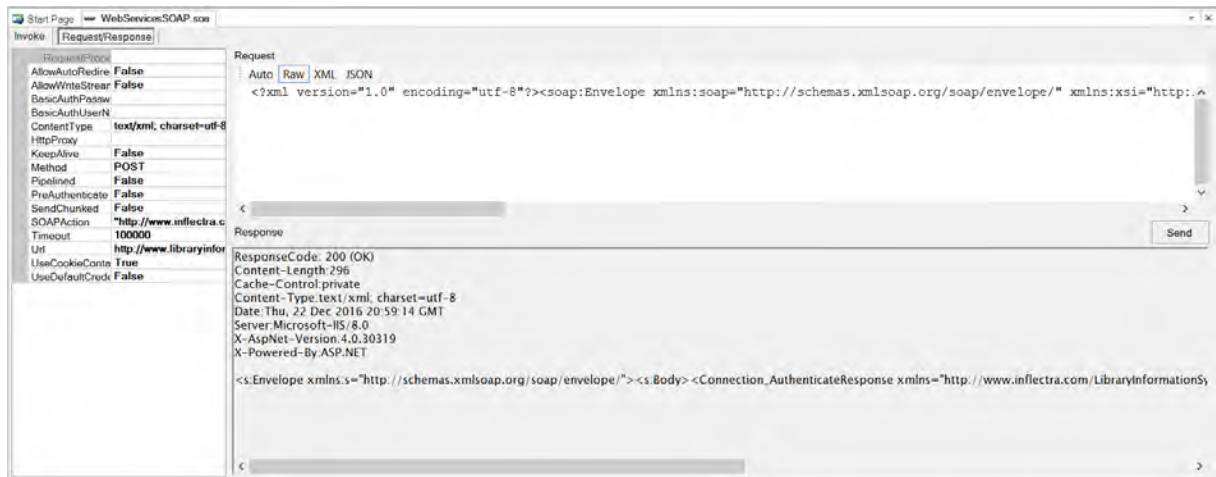 Start Page WebServicesSOAP.soa
Invoke Request/Response
RequestProxy
AllowAutoRedire False
AllowWriteStrear False
BasicAuthPassw
BasicAuthUserN
ContentType text/xml; charset=utf-8
HttpProxy
KeepAlive False
Method POST
Pipelined False
PreAuthenticate False
SendChunked False
SOAPAction "http://www.inflectra.c
Timeout 100000
Url http://www.libraryinfor
UseCookieConta True
UseDefaultCrede False
Request
Auto Raw XML JSON
<?xml version="1.0" encoding="utf-8"?><soap:Envelope xmlns:soap="http://schemas.xmlsoap.org/soap/envelope/" xmlns:xsi="http:
Response Send
ResponseCode: 200 (OK)
Content-Length:296
Cache-Control:private
Content-Type:text/xml; charset=utf-8
Date:Thu, 22 Dec 2016 20:59:14 GMT
Server:Microsoft-IIS/8.0
X-AspNet-Version:4.0.30319
X-Powered-By:ASP.NET
<s:Envelope xmlns:s="http://schemas.xmlsoap.org/soap/envelope/"><s:Body><Connection_AuthenticateResponse xmlns="http://www.inflectra.com/LibraryInformationSy